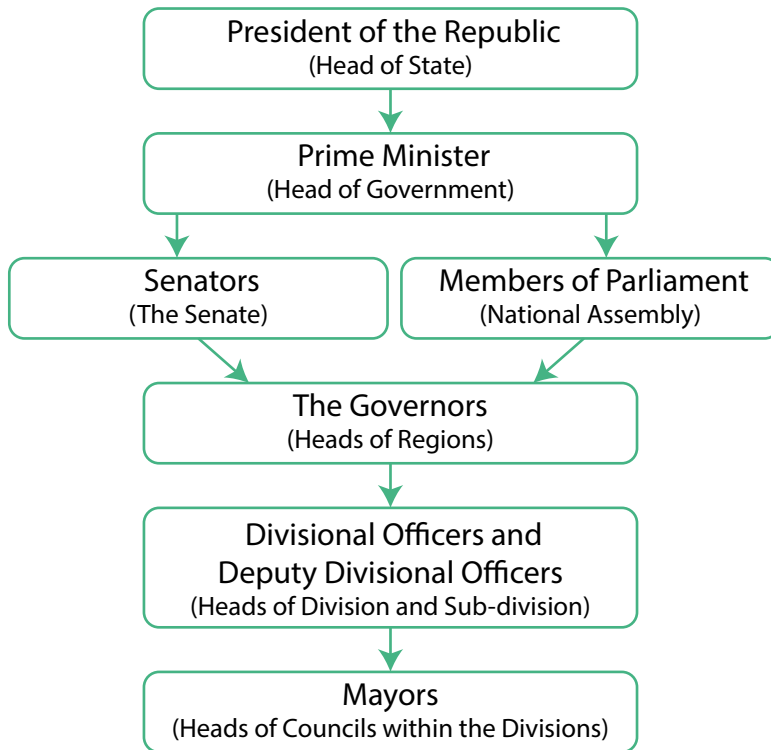 President of the Republic
(Head of State)
Prime Minister
(Head of Government)
Senators
(The Senate)
Members of Parliament
(National Assembly)
The Governors
(Heads of Regions)
Divisional Officers and
Deputy Divisional Officers
(Heads of Division and Sub-division)
Mayors
(Heads of Councils within the Divisions)